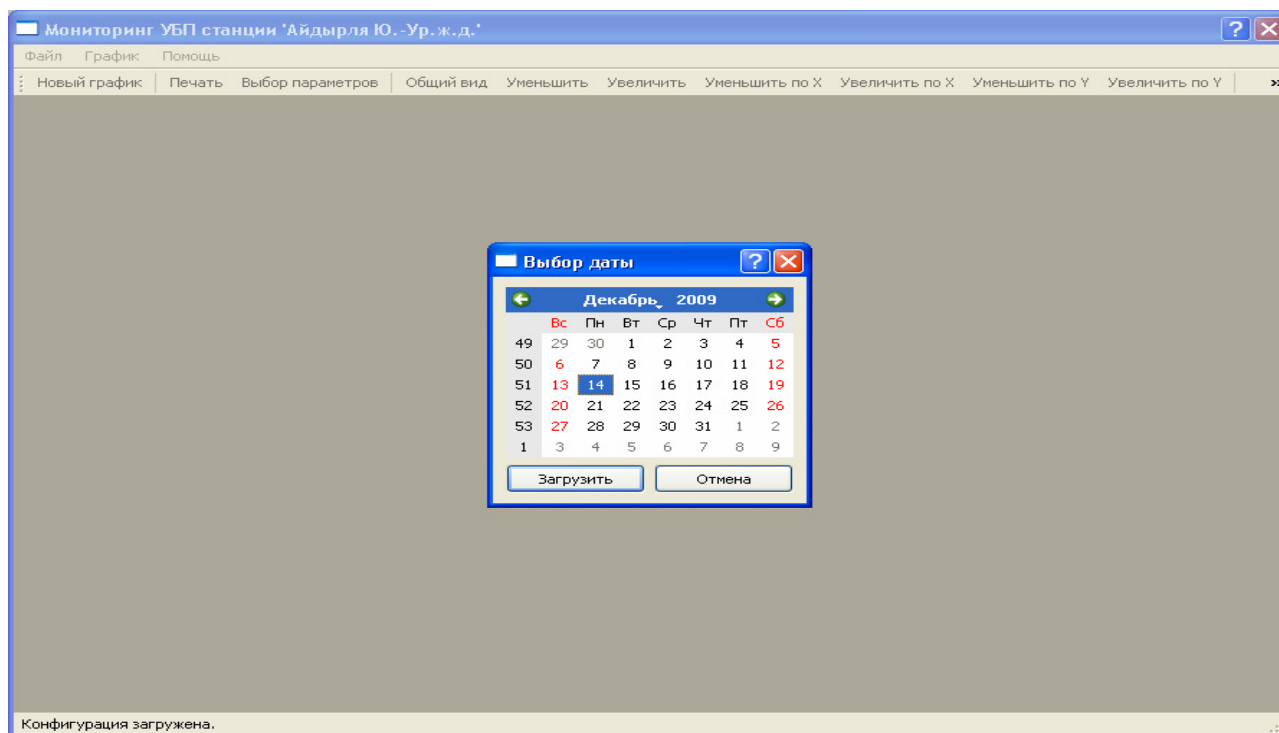 Мониторинг УБП станции 'Айдырля Ю.-Ур.ж.д.'
Файл График Помощь
Новый график Печать Выбор параметров Общий вид Уменьшить Увеличить Уменьшить по X Увеличить по X Уменьшить по Y Увеличить по Y »
Выбор даты
Декабрь 2009
Вс Пн Вт Ср Чт Пт Сб
49 29 30 1 2 3 4 5
50 6 7 8 9 10 11 12
51 13 14 15 16 17 18 19
52 20 21 22 23 24 25 26
53 27 28 29 30 31 1 2
1 3 4 5 6 7 8 9
Загрузить Отмена
Конфигурация загружена.